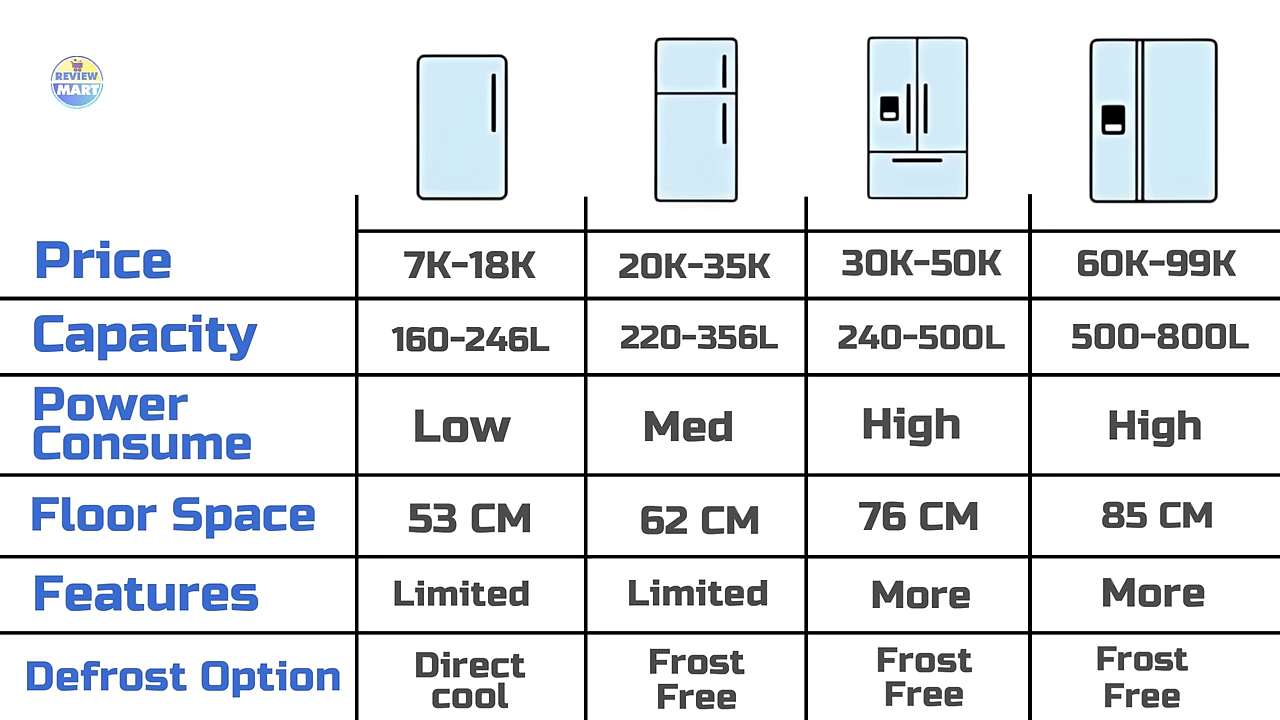 REVIEW
MART
Price 7K-18K 20K-35K 30K-50K 60K-99K
Capacity 160-246L 220-356L 240-500L 500-800L
Power
Consume Low Med High High
Floor Space 53 CM 62 CM 76 CM 85 CM
Features Limited Limited More More
Defrost Option Direct
cool Frost
Free Frost
Free Frost
Free